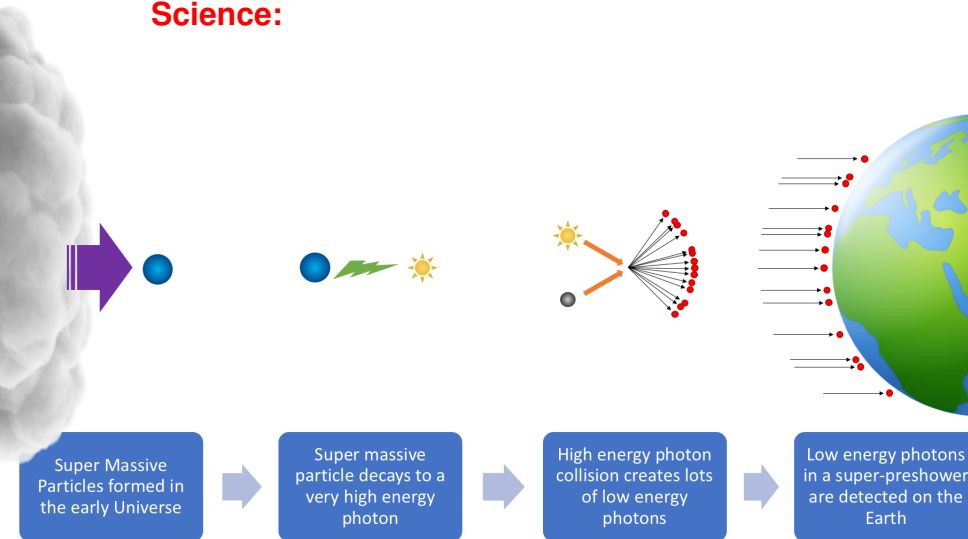 Science:
Super Massive
Particles formed in
the early Universe
Super massive
particle decays to a
very high energy
photon
High energy photon
collision creates lots
of low energy
photons
Low energy photons
in a super-preshower
are detected on the
Earth